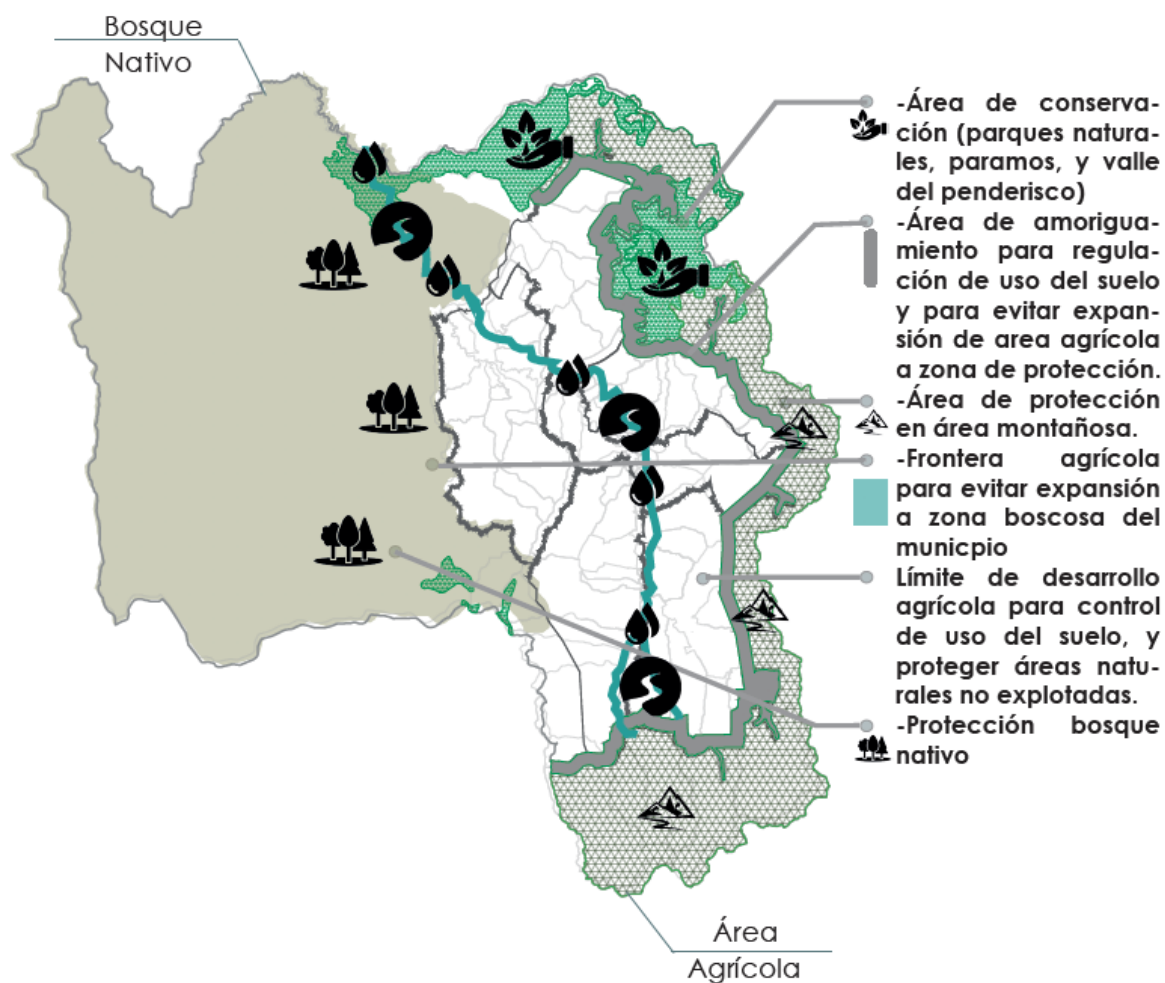 Bosque
Nativo
-Área de conserva-
ción (parques natura-
les, paramos, y valle
del penderisco)
-Área de amorigua-
miento para regula-
ción de uso del suelo
y para evitar expan-
sión de area agrícola
a zona de protección.
-Área de protección
en área montañosa.
-Frontera agrícola
para evitar expansión
a zona boscosa del
municpio
Límite de desarrollo
agrícola para control
de uso del suelo, y
proteger áreas natu-
rales no explotadas.
-Protección bosque
nativo
Área
Agrícola